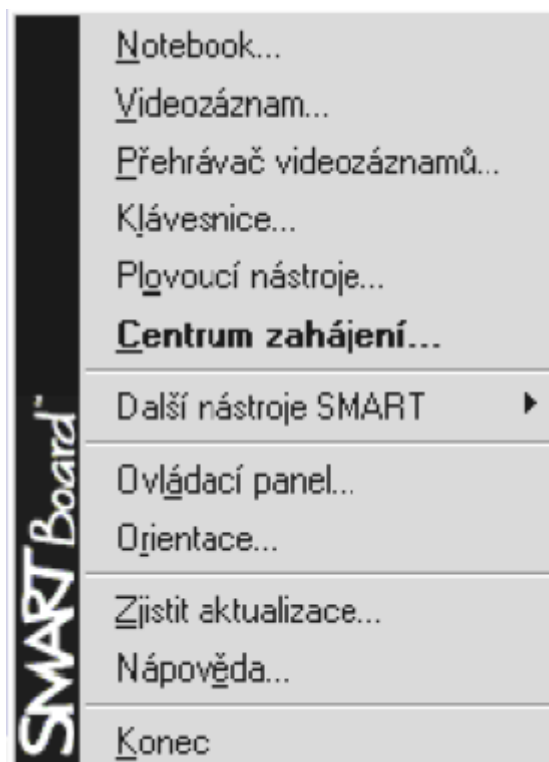 Notebook...
Videozáznam...
Přehrávač videozáznamů...
Klávesnice...
Plovoucí nástroje...
Centrum zahájení...
Další nástroje SMART
Ovládací panel...
Orientace...
Zjistit aktualizace...
Nápověda...
Konec
SMART Board™